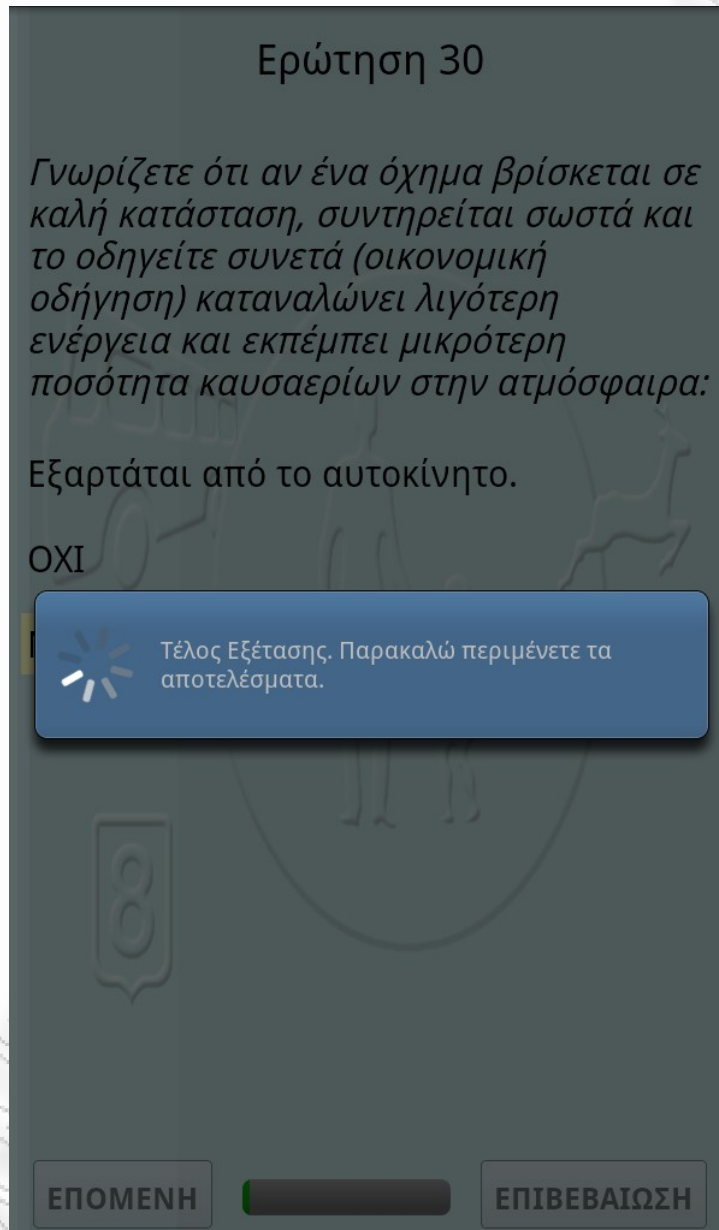 Ερώτηση 30
Γνωρίζετε ότι αν ένα όχημα βρίσκεται σε
καλή κατάσταση, συντηρείται σωστά και
το οδηγείτε συνετά (οικονομική
οδήγηση) καταναλώνει λιγότερη
ενέργεια και εκπέμπει μικρότερη
ποσότητα καυσαερίων στην ατμόσφαιρα:
Εξαρτάται από το αυτοκίνητο.
ΟΧΙ
Τέλος Εξέτασης. Παρακαλώ περιμένετε τα
αποτελέσματα.
8
ΕΠΟΜΕΝΗ ΕΠΙΒΕΒΑΙΩΣΗ